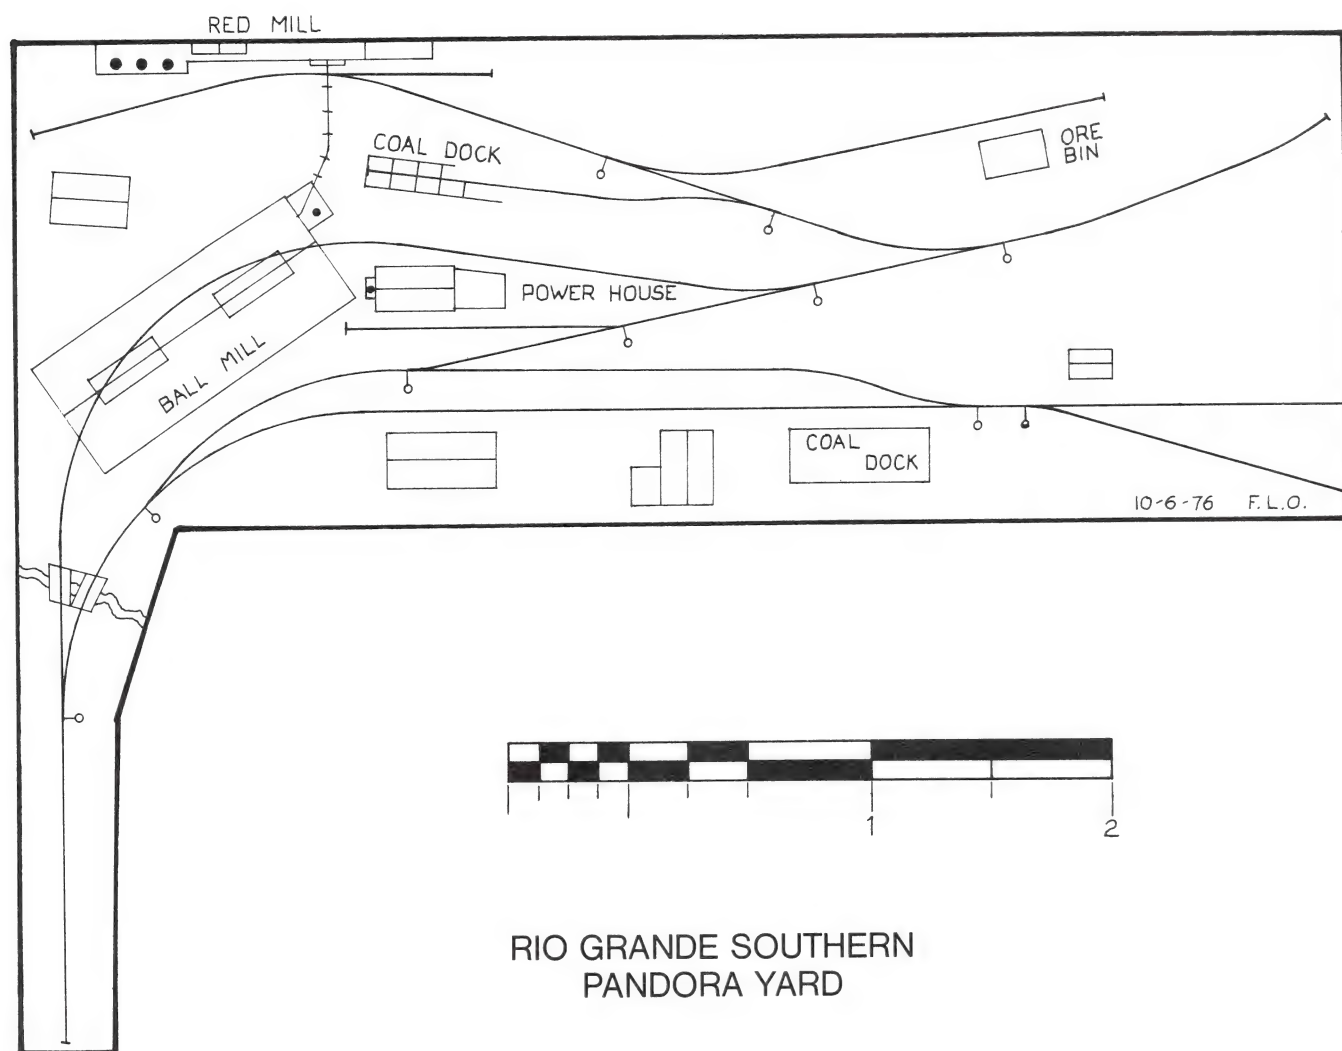 RED MILL
COAL DOCK
ORE
BIN
POWER HOUSE
BALL MILL
COAL
DOCK
10-6-76 F.L.O.
1
2
RIO GRANDE SOUTHERN
PANDORA YARD